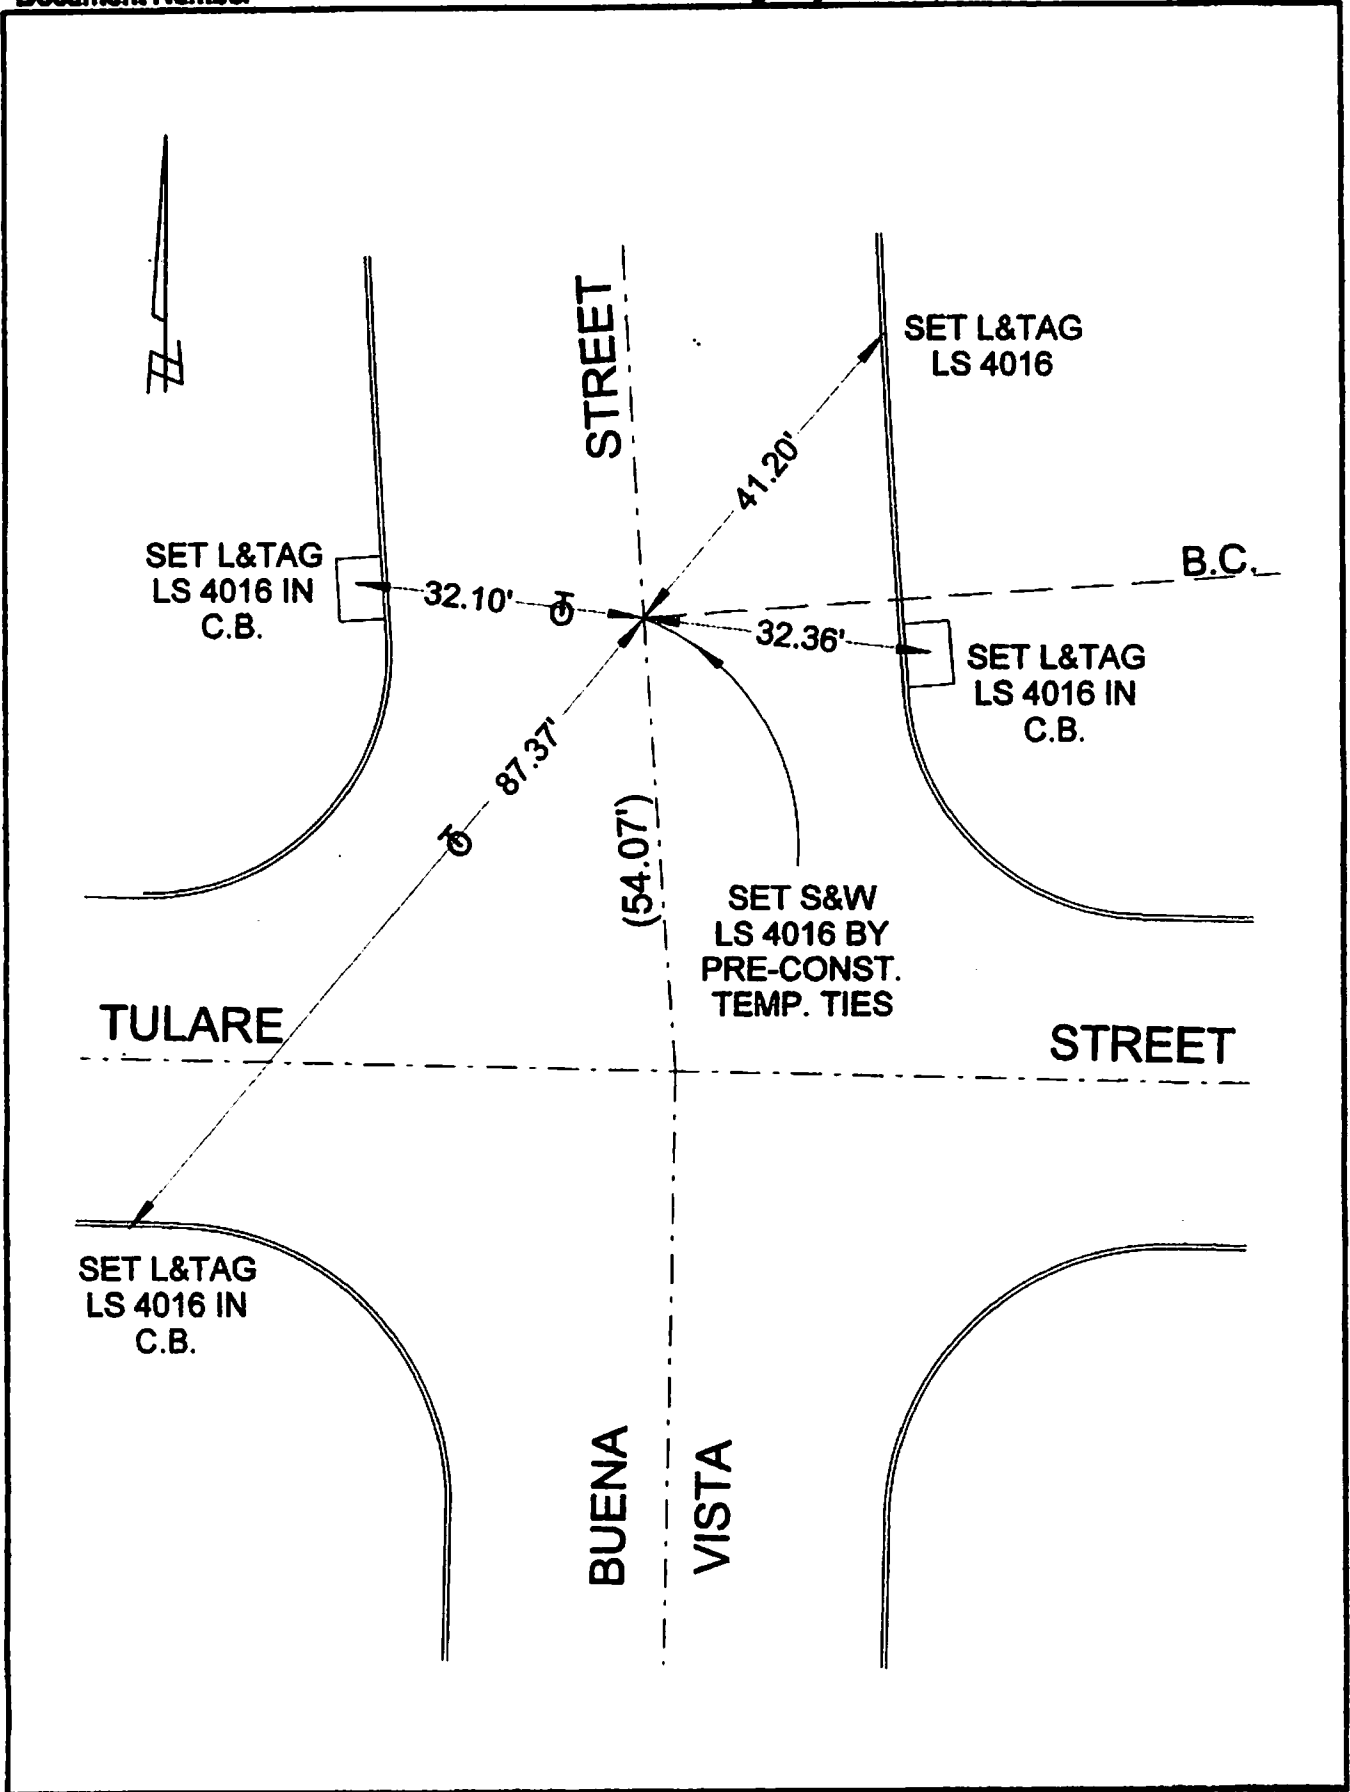 STREET
SET L&TAG
LS 4016
41.20'
B.C.
SET L&TAG
LS 4016 IN
C.B.
32.10'
32.36'
SET L&TAG
LS 4016 IN
C.B.
87.37'
(54.07')
SET S&W
LS 4016 BY
PRE-CONST.
TEMP. TIES
TULARE
STREET
SET L&TAG
LS 4016 IN
C.B.
BUENA
VISTA